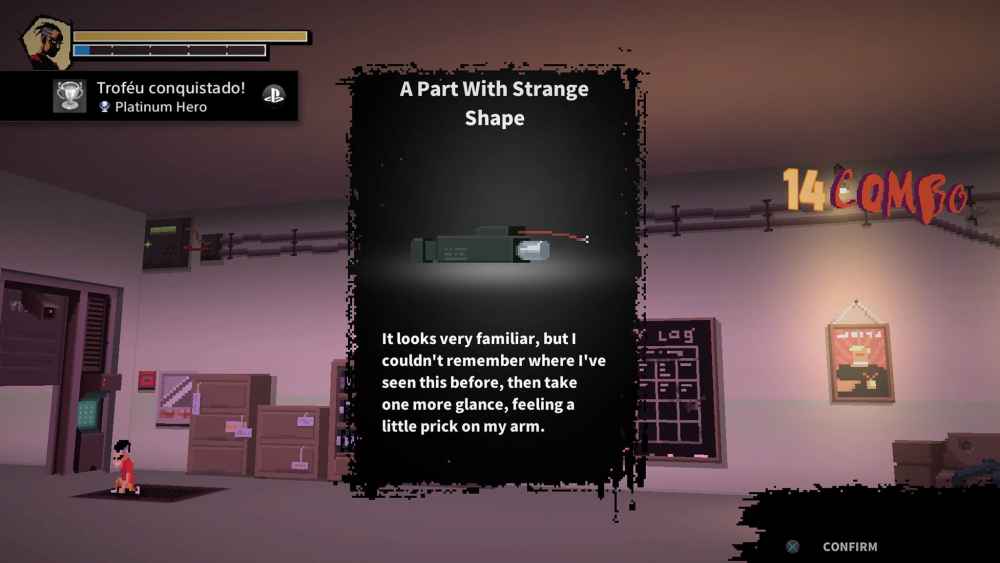 Troféu conquistado!
Platinum Hero
A Part With Strange
Shape
14 COMBO
It looks very familiar, but I
couldn't remember where I've
seen this before, then take
one more glance, feeling a
little prick on my arm.
LOG
CONFIRM